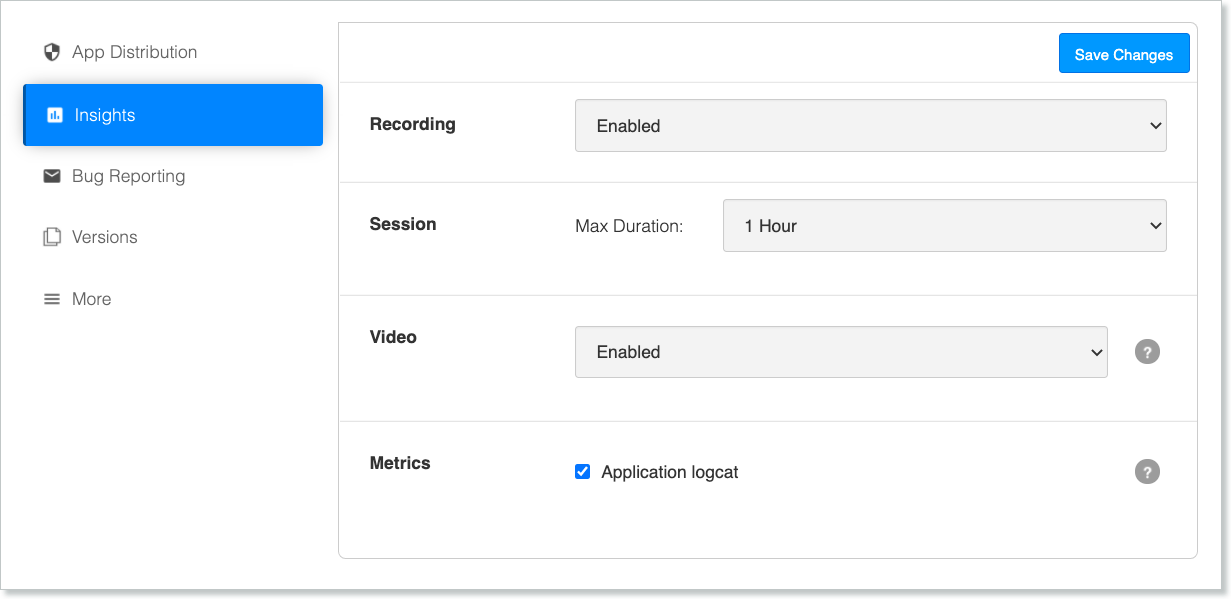 App Distribution
Insights
Bug Reporting
Versions
More
Save Changes
Recording
Enabled
Session
Max Duration:
1 Hour
Video
Enabled
?
Metrics
Application logcat
?